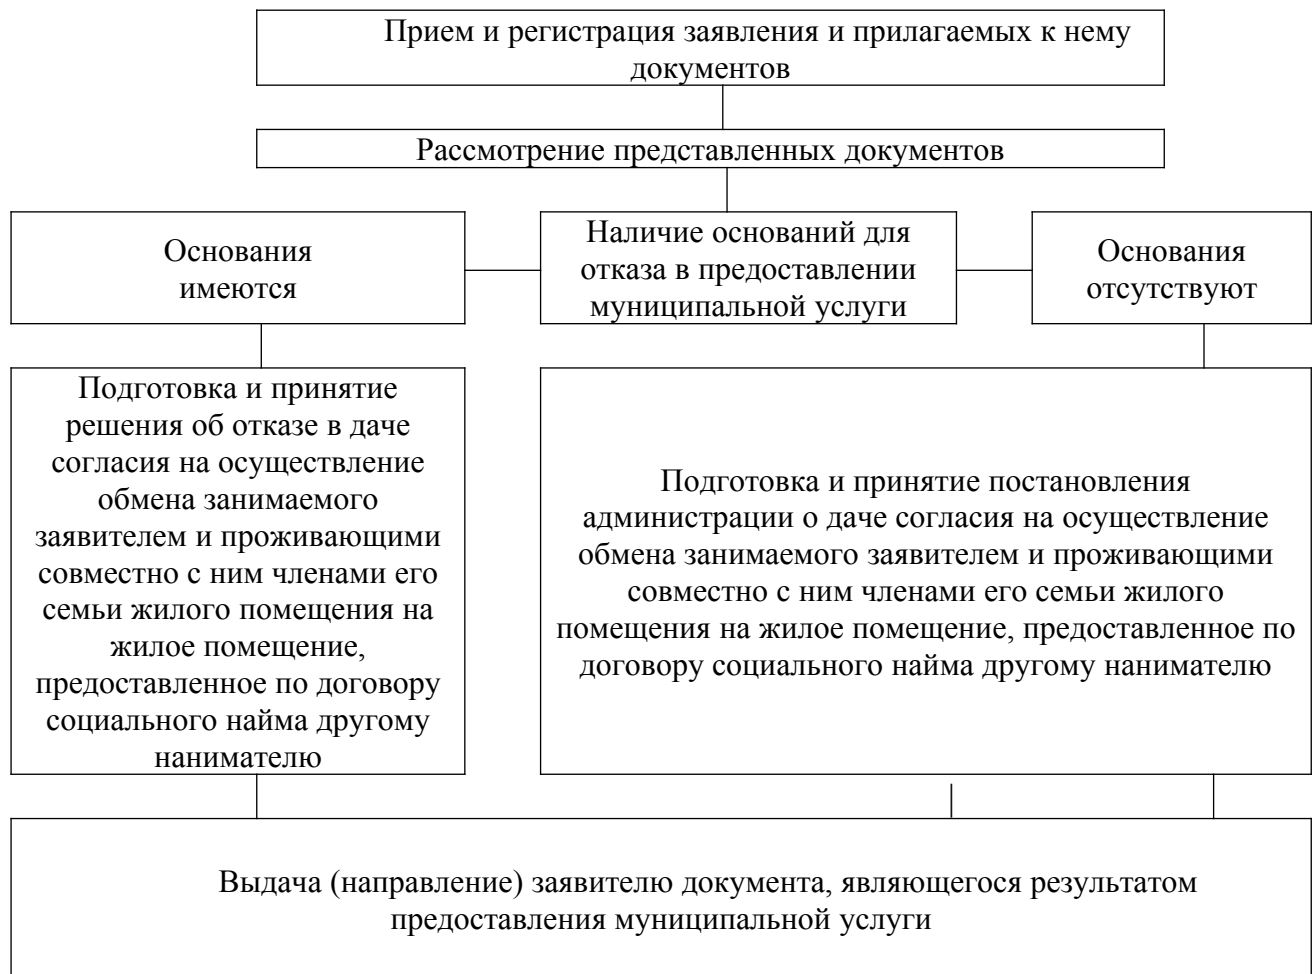 Прием и регистрация заявления и прилагаемых к нему
документов
Рассмотрение представленных документов
Основания
имеются
Наличие оснований для
отказа в предоставлении
муниципальной услуги
Основания
отсутствуют
Подготовка и принятие
решения об отказе в даче
согласия на осуществление
обмена занимаемого
заявителем и проживающими
совместно с ним членами его
семьи жилого помещения на
жилое помещение,
предоставленное по договору
социального найма другому
нанимателю
Подготовка и принятие постановления
администрации о даче согласия на осуществление
обмена занимаемого заявителем и проживающими
совместно с ним членами его семьи жилого
помещения на жилое помещение, предоставленное по
договору социального найма другому нанимателю
Выдача (направление) заявителю документа, являющегося результатом
предоставления муниципальной услуги